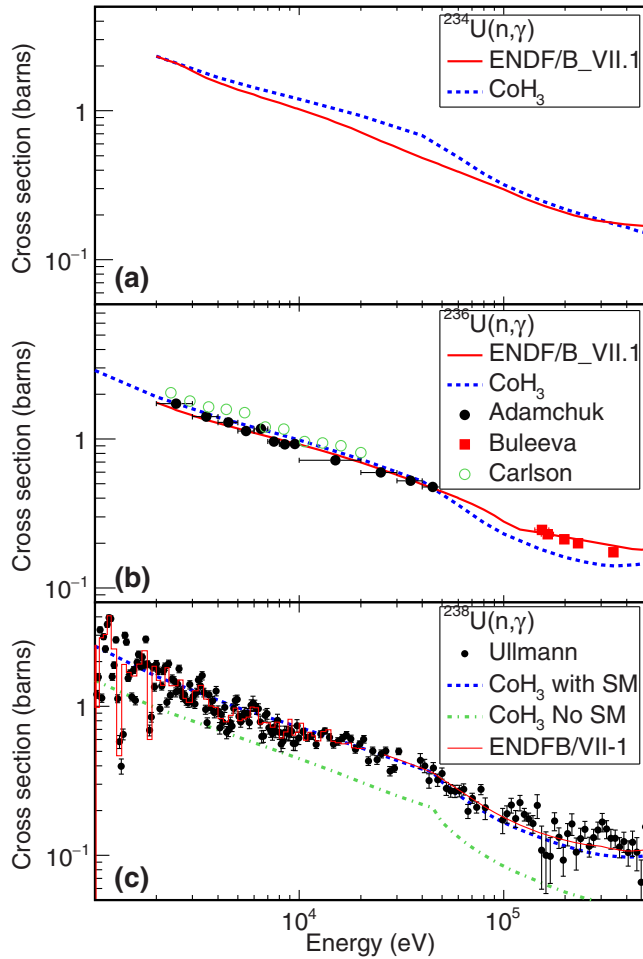 ²³⁴U(n,γ)
ENDF/B_VII.1
CoH₃
1
10⁻¹
Cross section (barns)
(a)
²³⁶U(n,γ)
ENDF/B_VII.1
CoH₃
Adamchuk
Buleeva
Carlson
1
10⁻¹
Cross section (barns)
(b)
²³⁸U(n,γ)
Ullmann
CoH₃ with SM
CoH₃ No SM
ENDFB/VII-1
1
10⁻¹
Cross section (barns)
(c)
10⁴ 10⁵
Energy (eV)